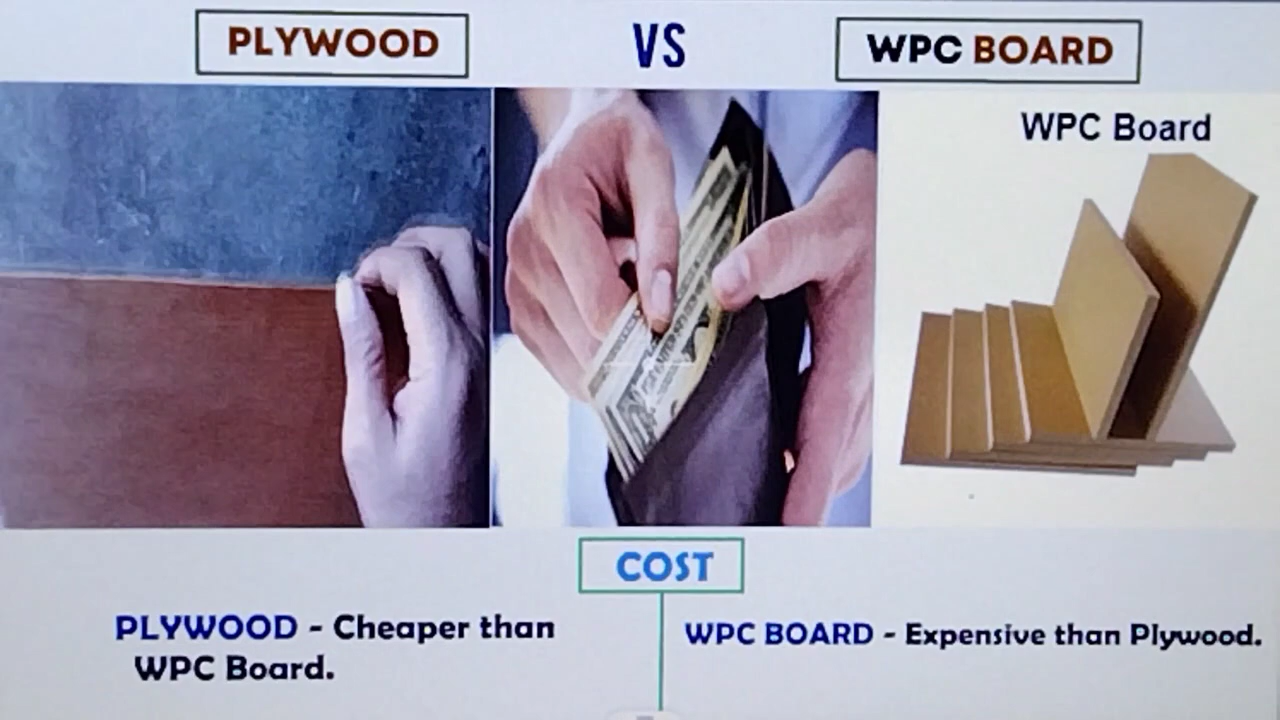 PLYWOOD
VS
WPC BOARD
WPC Board
COST
PLYWOOD - Cheaper than
WPC Board.
WPC BOARD - Expensive than Plywood.